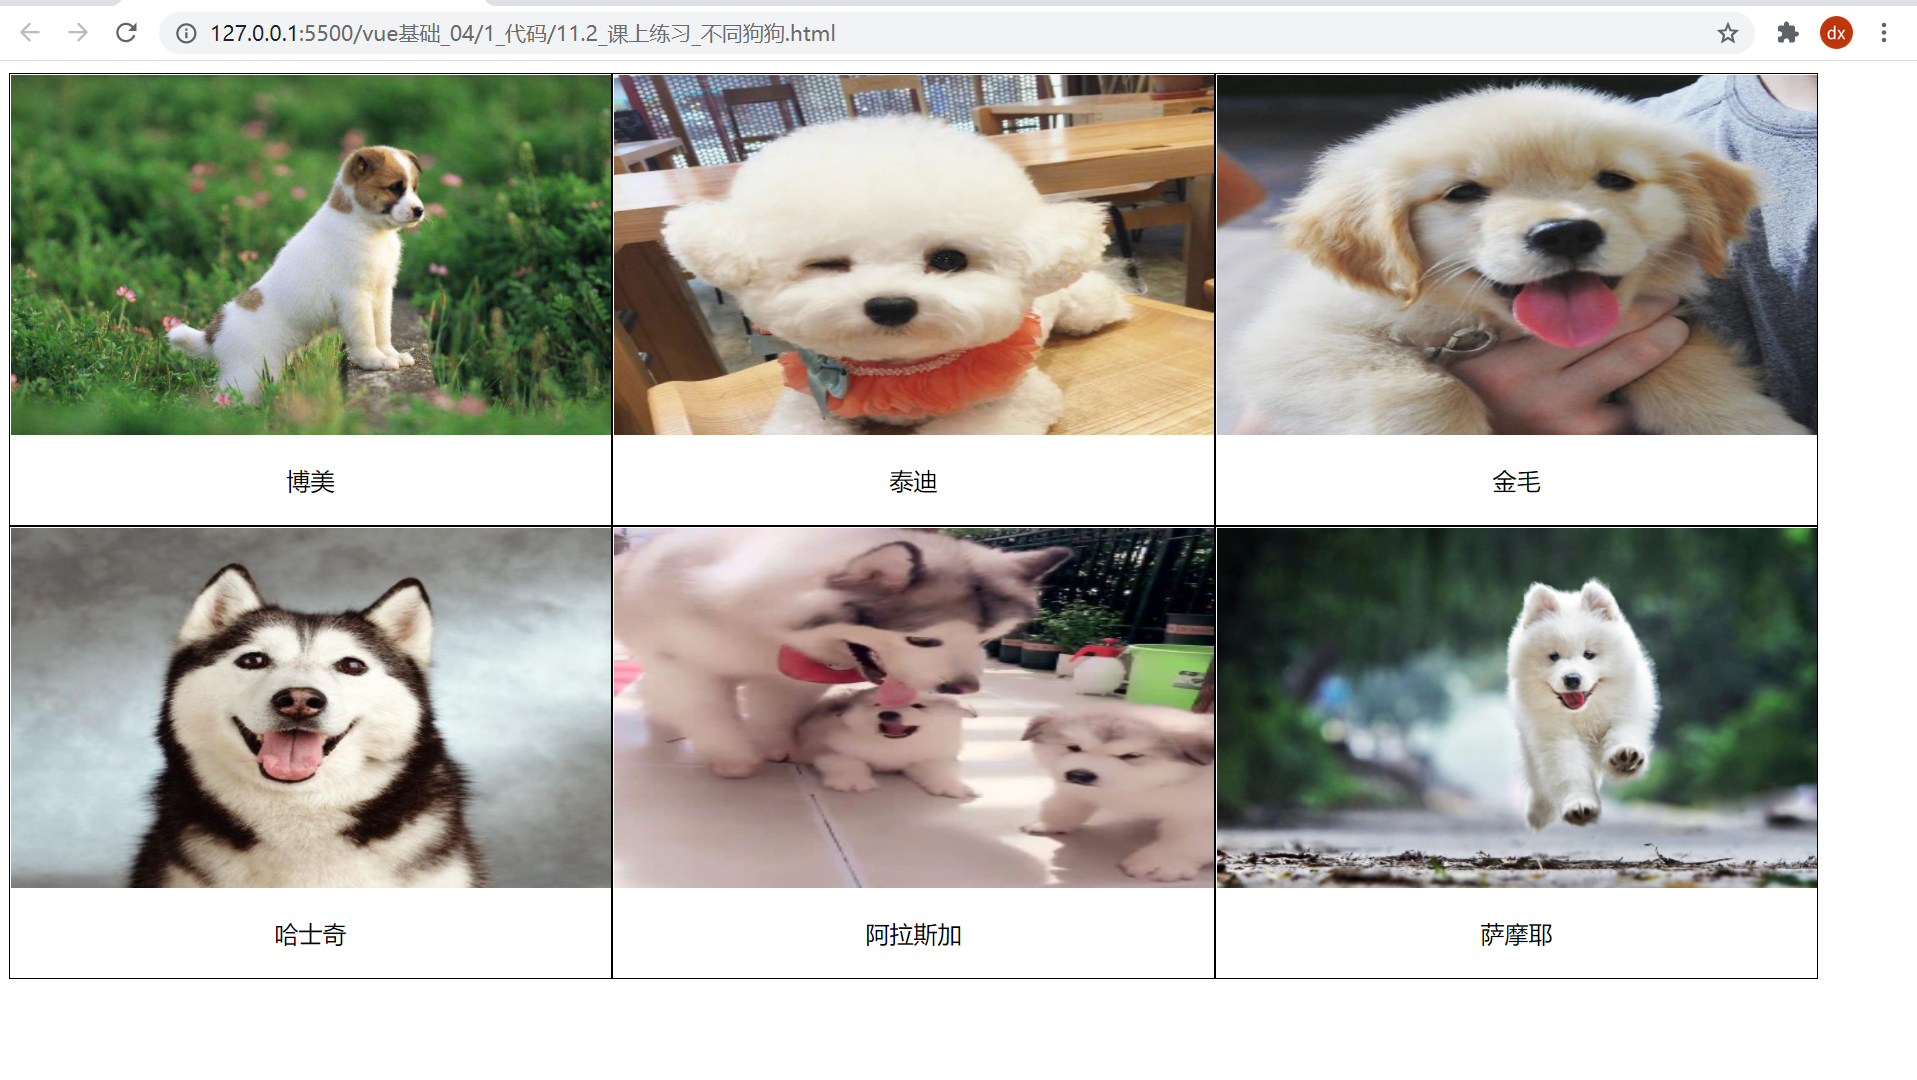 127.0.0.1:5500/vue基础_04/1_代码/11.2_课上练习_不同狗狗.html
dx
博美
泰迪
金毛
哈士奇
阿拉斯加
萨摩耶